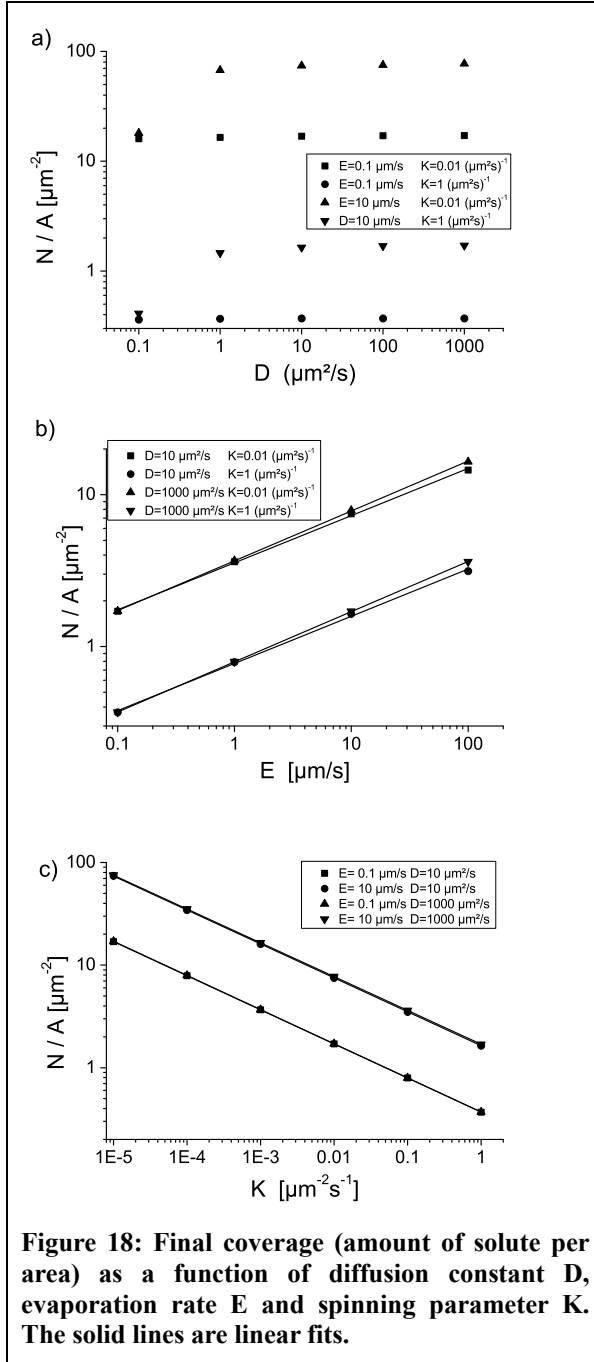 a)
100
10
1
N / A [µm⁻²]
E=0.1 µm/s K=0.01 (µm²s)⁻¹
E=0.1 µm/s K=1 (µm²s)⁻¹
E=10 µm/s K=0.01 (µm²s)⁻¹
D=10 µm/s K=1 (µm²s)⁻¹
0.1 1 10 100 1000
D (µm²/s)
b)
D=10 µm²/s K=0.01 (µm²s)⁻¹
D=10 µm²/s K=1 (µm²s)⁻¹
D=1000 µm²/s K=0.01 (µm²s)⁻¹
D=1000 µm²/s K=1 (µm²s)⁻¹
10
1
N / A [µm⁻²]
0.1 1 10 100
E [µm/s]
c)
100
10
1
N / A [µm⁻²]
E= 0.1 µm/s D=10 µm²/s
E= 10 µm/s D=10 µm²/s
E= 0.1 µm/s D=1000 µm²/s
E= 10 µm/s D=1000 µm²/s
1E-5 1E-4 1E-3 0.01 0.1 1
K [µm⁻²s⁻¹]
Figure 18: Final coverage (amount of solute per
area) as a function of diffusion constant D,
evaporation rate E and spinning parameter K.
The solid lines are linear fits.